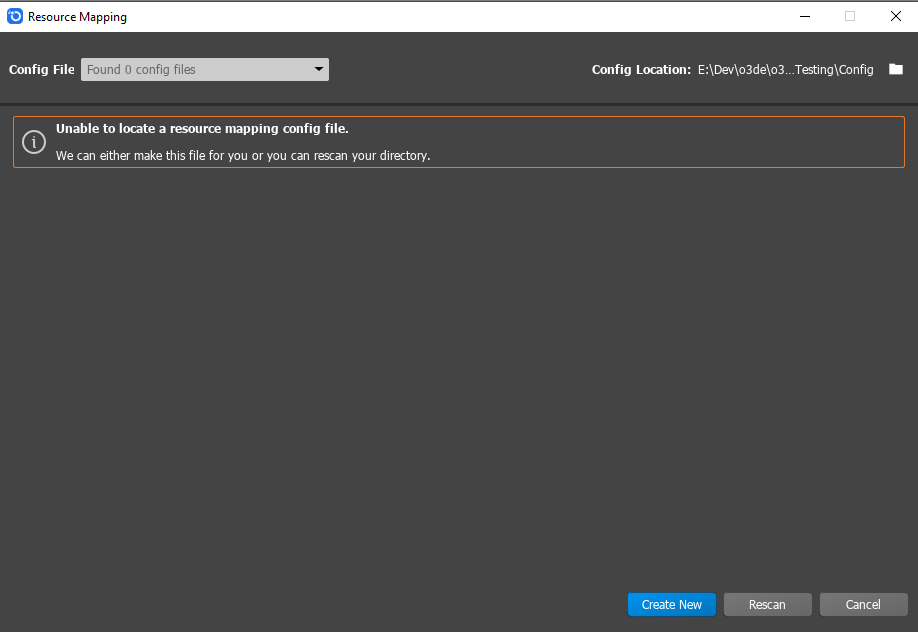 Resource Mapping
Config File Found 0 config files Config Location: E:\Dev\o3de\o3...Testing\Config
Unable to locate a resource mapping config file.
We can either make this file for you or you can rescan your directory.
Create New Rescan Cancel